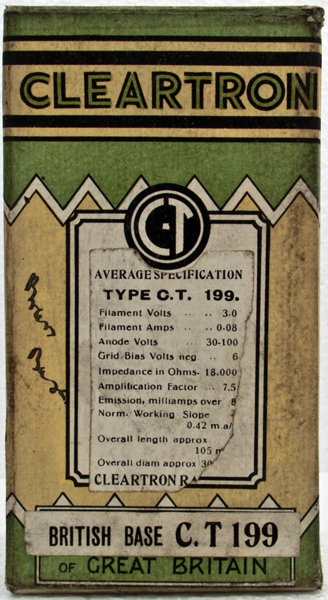 CLEARTRON
CT
AVERAGE SPECIFICATION
TYPE C.T. 199.
Filament Volts .. .. 3·0
Filament Amps .. 0·08
Anode Volts 30-100
Grid Bias Volts neg .. 6
Impedance in Ohms- 18,000
Amplification Factor .. 7.5
Emission, milliamps over 8
Norm. Working Slope
0.42 m.a/
Overall length approx
105 m
Overall diam approx 30
CLEARTRON RA
BRITISH BASE C.T 199
OF GREAT BRITAIN